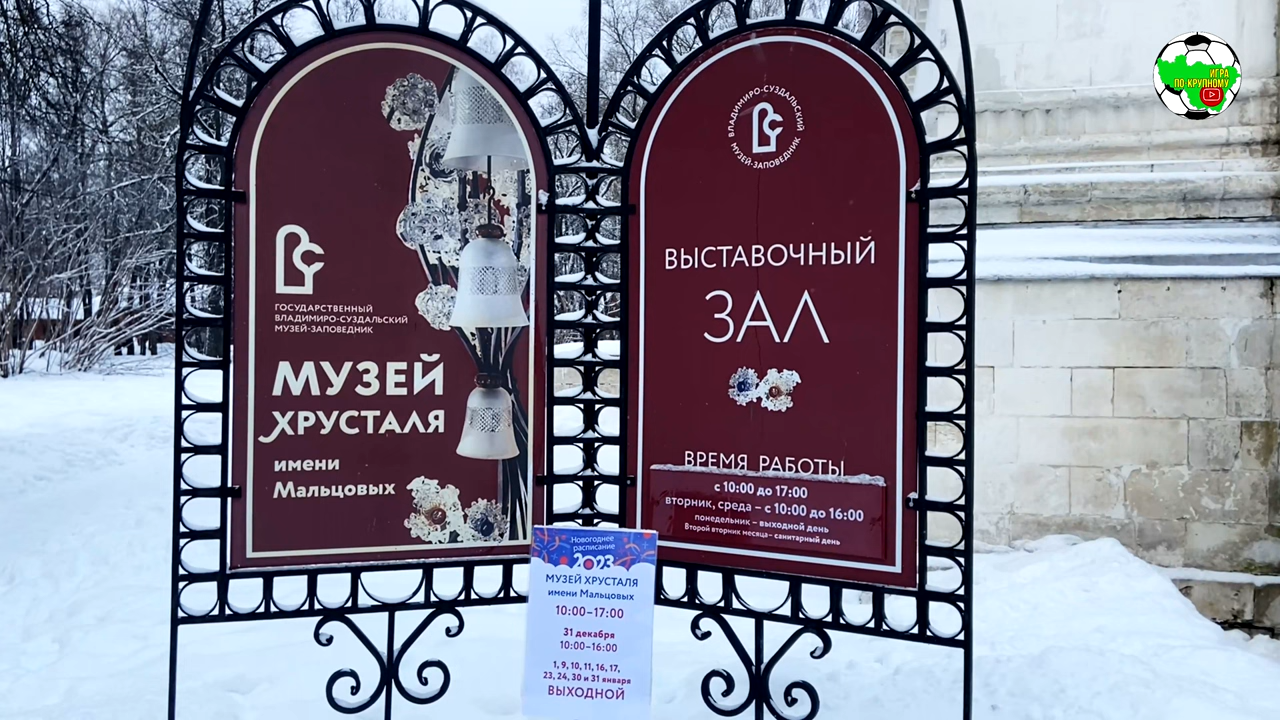 ГОСУДАРСТВЕННЫЙ
ВЛАДИМИРО-СУЗДАЛЬСКИЙ
МУЗЕЙ-ЗАПОВЕДНИК
МУЗЕЙ
ХРУСТАЛЯ
имени
Мальцовых
ВЛАДИМИРО-СУЗДАЛЬСКИЙ
МУЗЕЙ-ЗАПОВЕДНИК
ВЫСТАВОЧНЫЙ
ЗАЛ
ВРЕМЯ РАБОТЫ
с 10:00 до 17:00
вторник, среда – с 10:00 до 16:00
понедельник – выходной день
Второй вторник месяца – санитарный день
Новогоднее
расписание
2023
МУЗЕЙ ХРУСТАЛЯ
имени Мальцовых
10:00–17:00
31 декабря
10:00–16:00
1, 9, 10, 11, 16, 17,
23, 24, 30 и 31 января
ВЫХОДНОЙ
ИГРА
ПО КРУПНОМУ